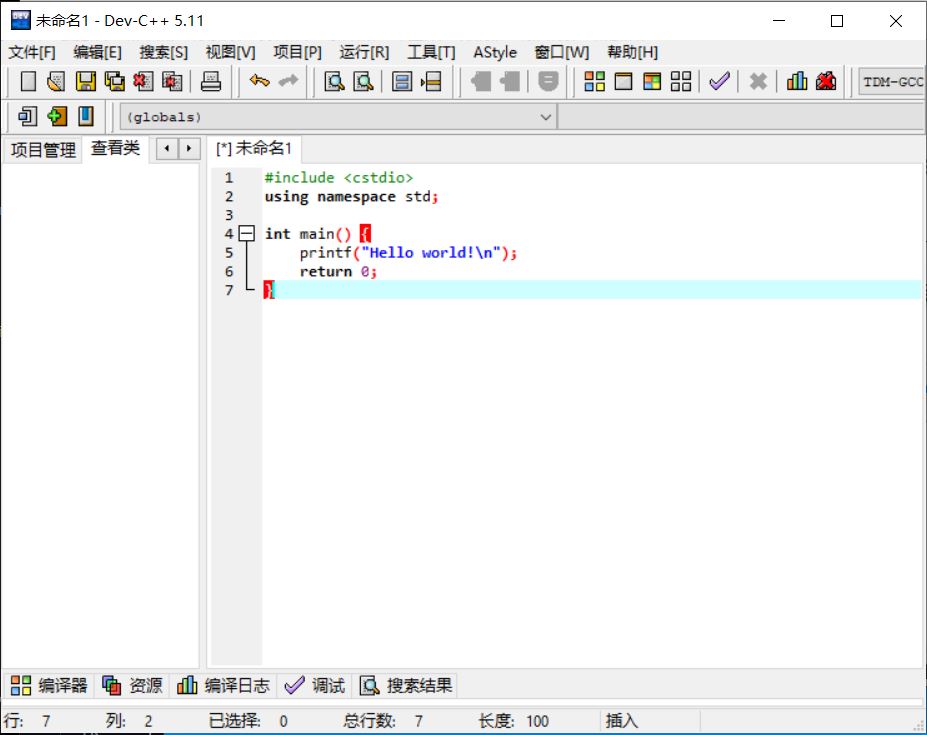 未命名1 - Dev-C++ 5.11
文件[F] 编辑[E] 搜索[S] 视图[V] 项目[P] 运行[R] 工具[T] AStyle 窗口[W] 帮助[H]
TDM-GCC
(globals)
项目管理 查看类 [*] 未命名1
1 #include <cstdio>
2 using namespace std;
3
4 int main() {
5     printf("Hello world!\n");
6     return 0;
7 }
编译器 资源 编译日志 调试 搜索结果
行: 7 列: 2 已选择: 0 总行数: 7 长度: 100 插入